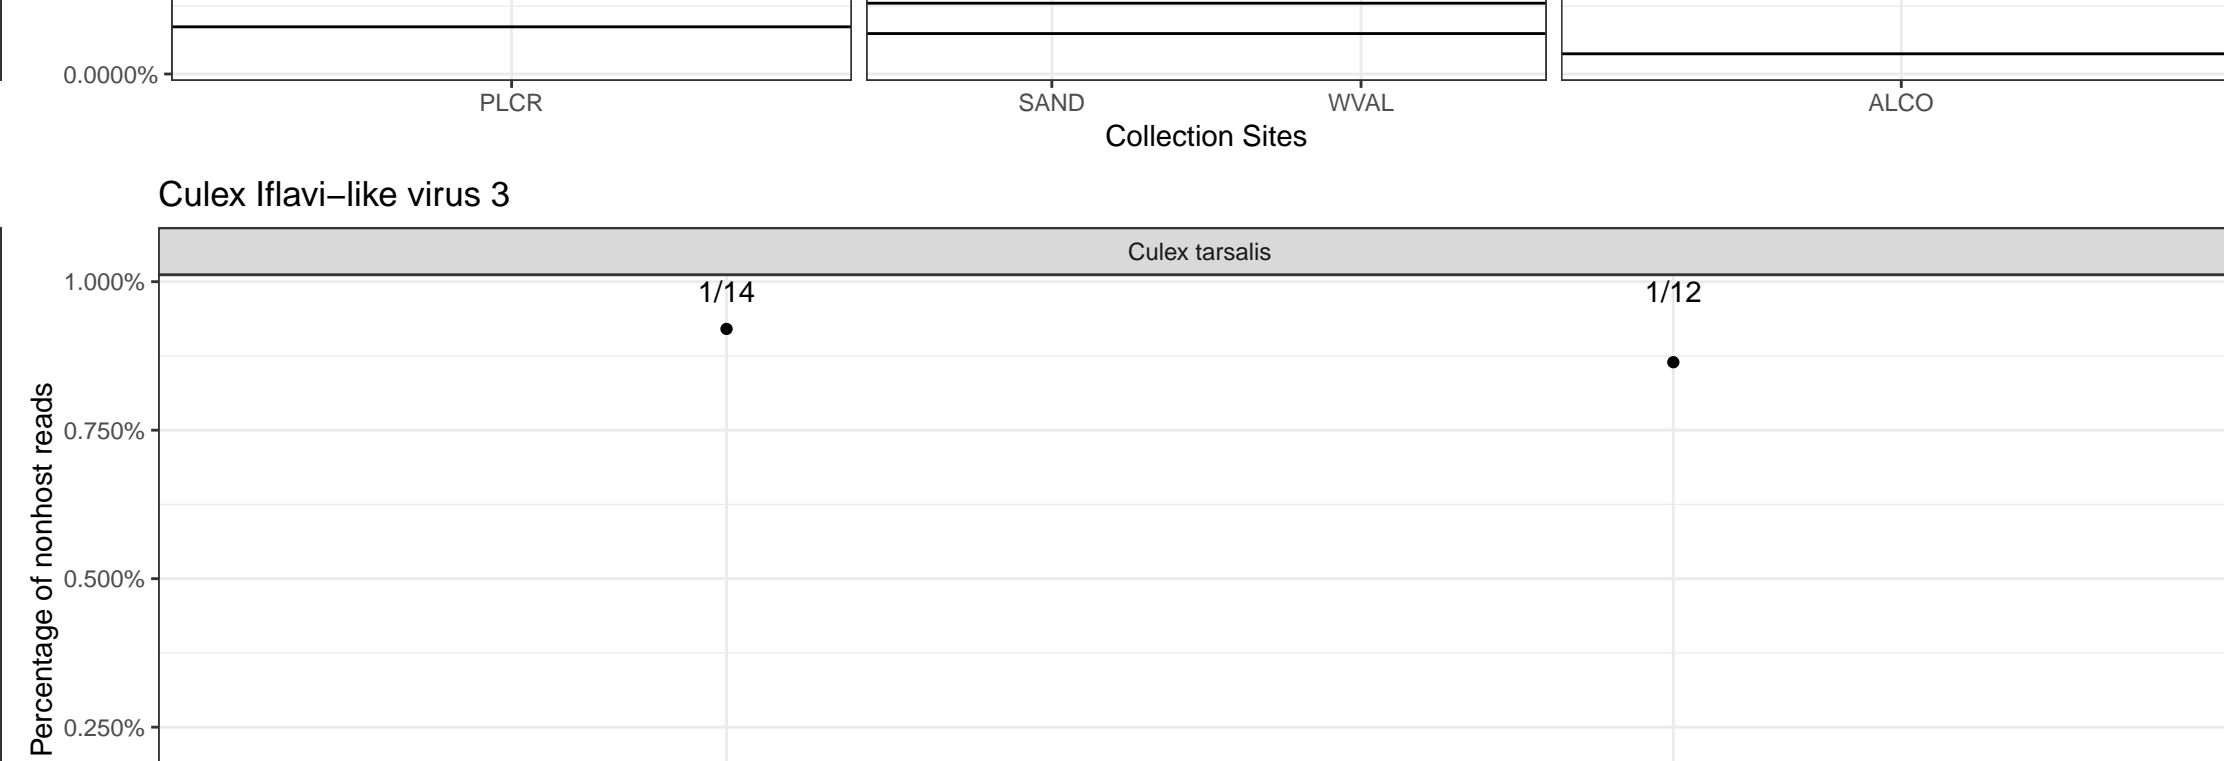 0.0000%
PLCR SAND WVAL ALCO
Collection Sites
Culex Iflavi–like virus 3
Culex tarsalis
1.000%
1/14 1/12
Percentage of nonhost reads
0.750%
0.500%
0.250%